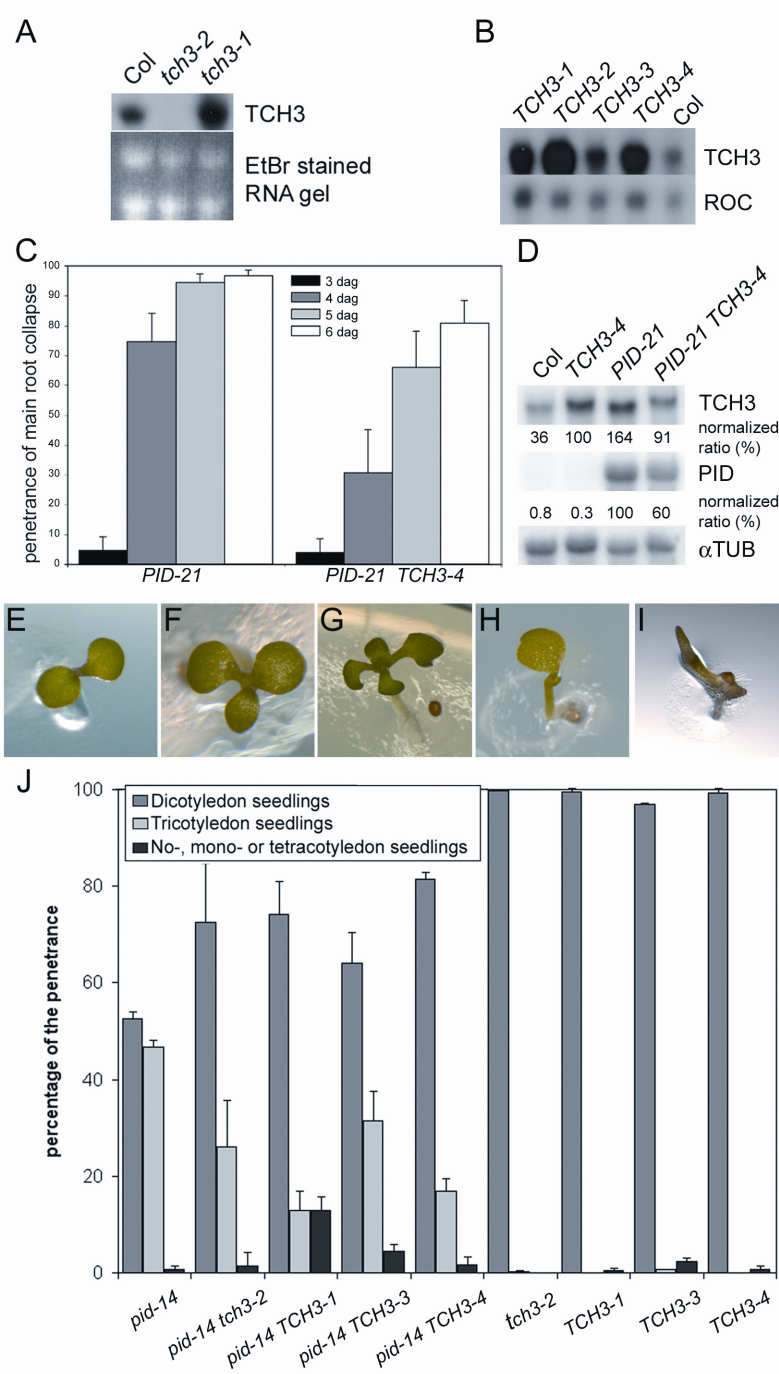 A
Col tch3-2 tch3-1
TCH3
EtBr stained
RNA gel
B
TCH3-1 TCH3-2 TCH3-3 TCH3-4 Col
TCH3
ROC
C
penetrance of main root collapse
100
90
80
70
60
50
40
30
20
10
0
3 dag
4 dag
5 dag
6 dag
PID-21
PID-21 TCH3-4
D
Col TCH3-4 PID-21 PID-21 TCH3-4
TCH3
36 100 164 91
normalized
ratio (%)
PID
0.8 0.3 100 60
normalized
ratio (%)
αTUB
E F G H I
J
percentage of the penetrance
100
80
60
40
20
0
Dicotyledon seedlings
Tricotyledon seedlings
No-, mono- or tetracotyledon seedlings
pid-14
pid-14 tch3-2
pid-14 TCH3-1
pid-14 TCH3-3
pid-14 TCH3-4
tch3-2
TCH3-1
TCH3-3
TCH3-4